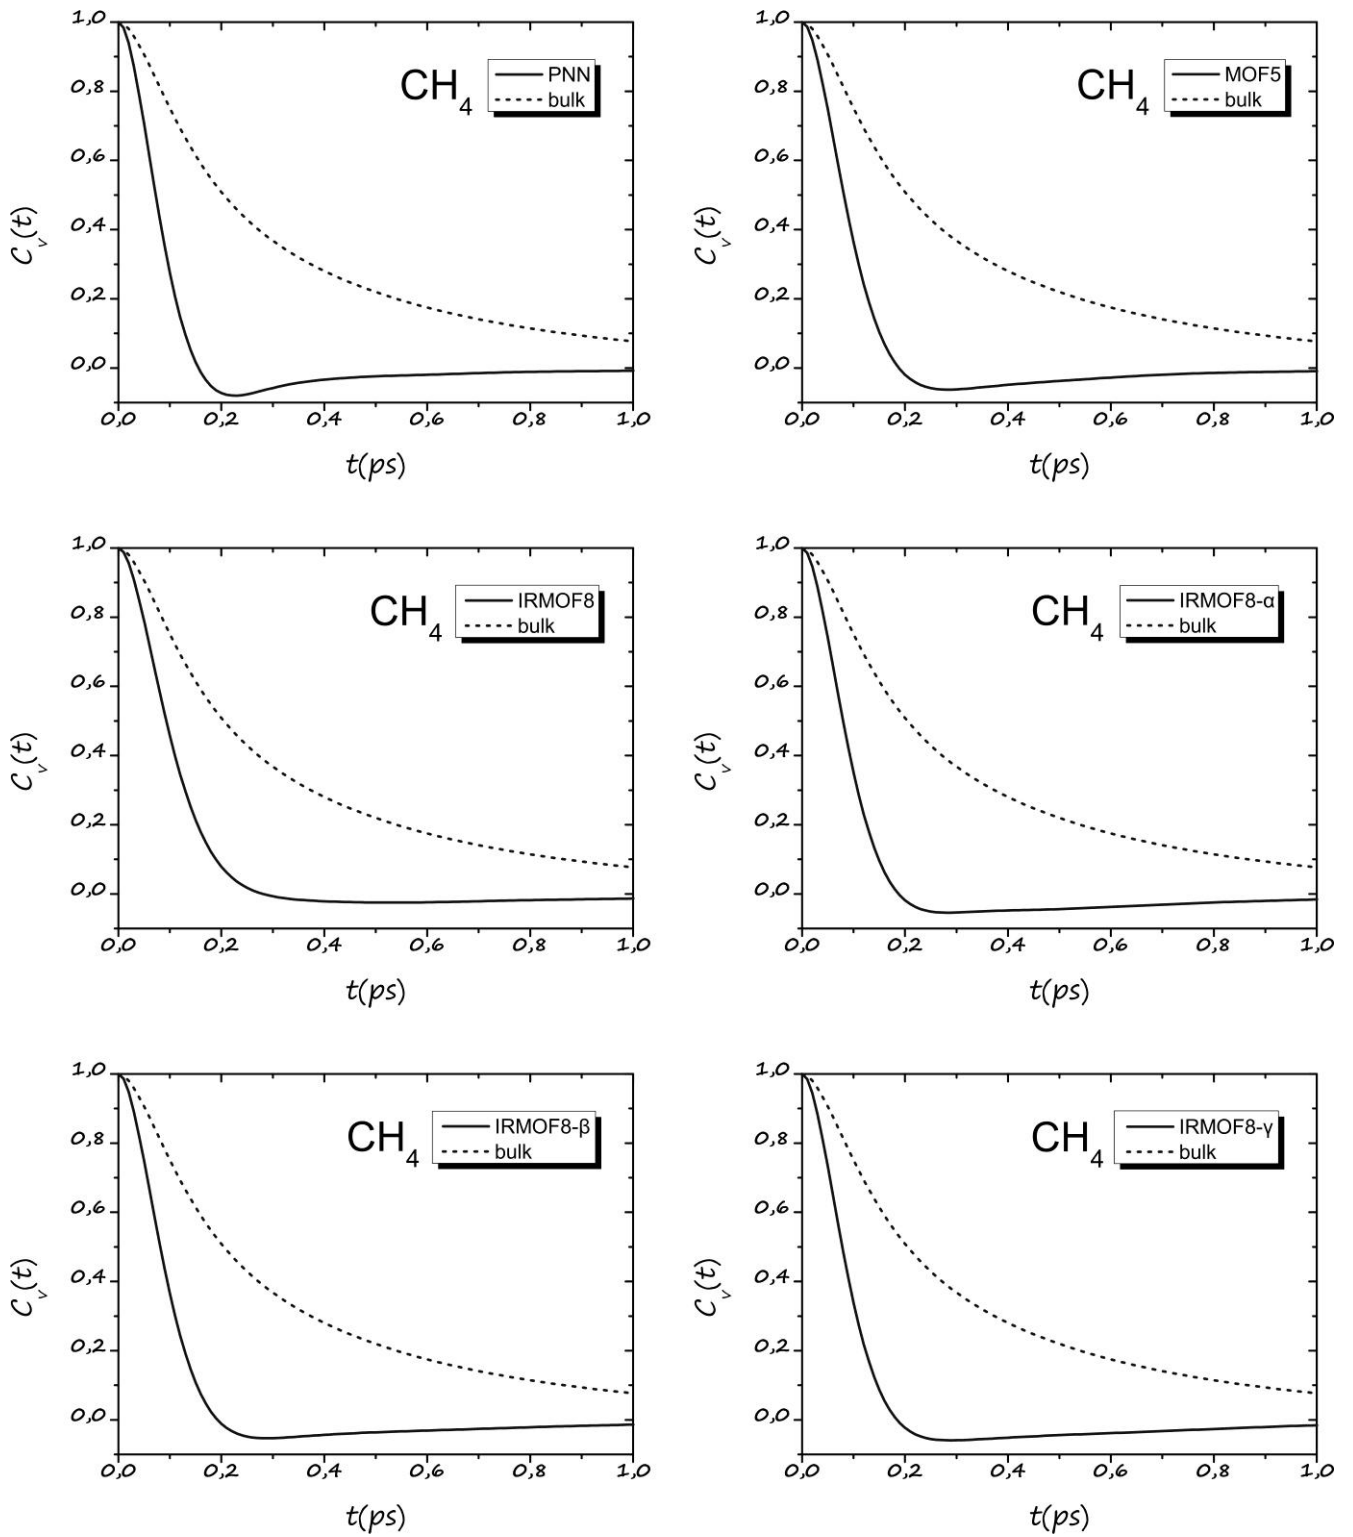 1,0
0,8
0,6
0,4
0,2
0,0
C_v(t)
CH4
PNN
bulk
0,0 0,2 0,4 0,6 0,8 1,0
t(ps)
1,0
0,8
0,6
0,4
0,2
0,0
C_v(t)
CH4
MOF5
bulk
0,0 0,2 0,4 0,6 0,8 1,0
t(ps)
1,0
0,8
0,6
0,4
0,2
0,0
C_v(t)
CH4
IRMOF8
bulk
0,0 0,2 0,4 0,6 0,8 1,0
t(ps)
1,0
0,8
0,6
0,4
0,2
0,0
C_v(t)
CH4
IRMOF8-α
bulk
0,0 0,2 0,4 0,6 0,8 1,0
t(ps)
1,0
0,8
0,6
0,4
0,2
0,0
C_v(t)
CH4
IRMOF8-β
bulk
0,0 0,2 0,4 0,6 0,8 1,0
t(ps)
1,0
0,8
0,6
0,4
0,2
0,0
C_v(t)
CH4
IRMOF8-γ
bulk
0,0 0,2 0,4 0,6 0,8 1,0
t(ps)